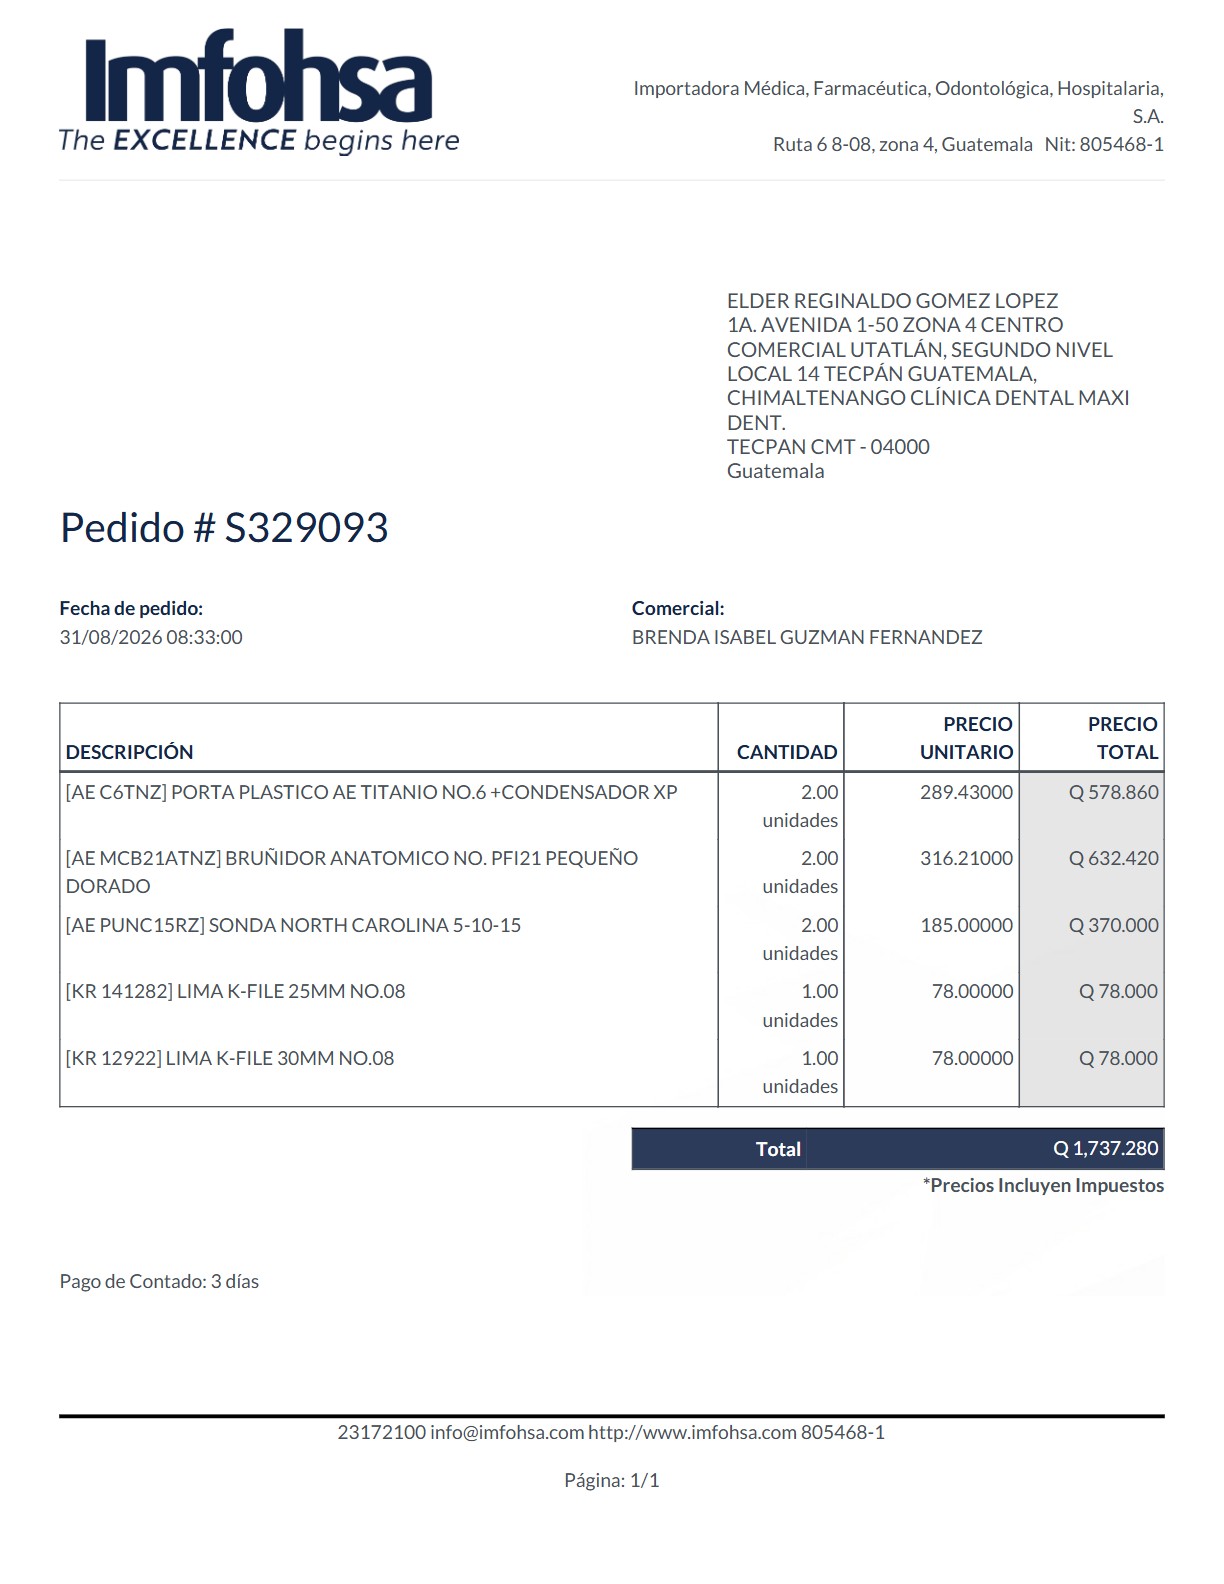 Imfohsa
The EXCELLENCE begins here
Importadora Médica, Farmacéutica, Odontológica, Hospitalaria,
S.A.
Ruta 6 8-08, zona 4, Guatemala Nit: 805468-1
ELDER REGINALDO GOMEZ LOPEZ
1A. AVENIDA 1-50 ZONA 4 CENTRO
COMERCIAL UTATLÁN, SEGUNDO NIVEL
LOCAL 14 TECPÁN GUATEMALA,
CHIMALTENANGO CLÍNICA DENTAL MAXI
DENT.
TECPAN CMT - 04000
Guatemala
Pedido # S329093
Fecha de pedido:
31/08/2026 08:33:00
Comercial:
BRENDA ISABEL GUZMAN FERNANDEZ
DESCRIPCIÓN CANTIDAD PRECIO UNITARIO PRECIO TOTAL
[AE C6TNZ] PORTA PLASTICO AE TITANIO NO.6 +CONDENSADOR XP 2.00 289.43000 Q 578.860
unidades
[AE MCB21ATNZ] BRUÑIDOR ANATOMICO NO. PFI21 PEQUEÑO 2.00 316.21000 Q 632.420
DORADO unidades
[AE PUNC15RZ] SONDA NORTH CAROLINA 5-10-15 2.00 185.00000 Q 370.000
unidades
[KR 141282] LIMA K-FILE 25MM NO.08 1.00 78.00000 Q 78.000
unidades
[KR 12922] LIMA K-FILE 30MM NO.08 1.00 78.00000 Q 78.000
unidades
Total Q 1,737.280
*Precios Incluyen Impuestos
Pago de Contado: 3 días
23172100 info@imfohsa.com http://www.imfohsa.com 805468-1
Página: 1/1